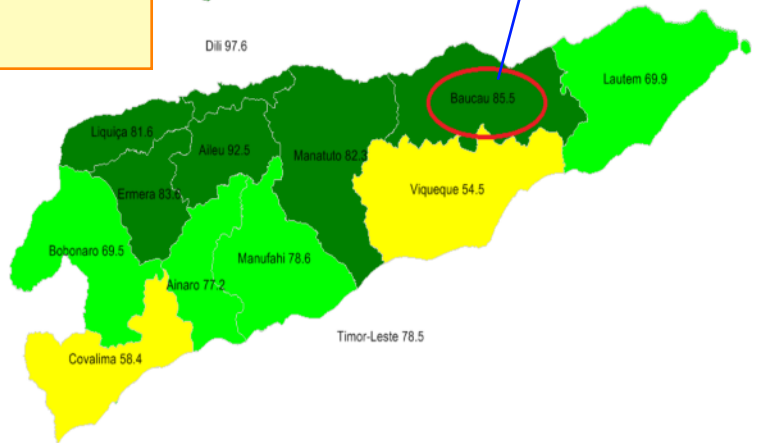 Dili 97.6
Lautem 69.9
Baucau 85.5
Liquiça 81.6
Aileu 92.5
Manatuto 82.3
Viqueque 54.5
Ermera 83.6
Bobonaro 69.5
Manufahi 78.6
Ainaro 77.2
Timor-Leste 78.5
Covalima 58.4